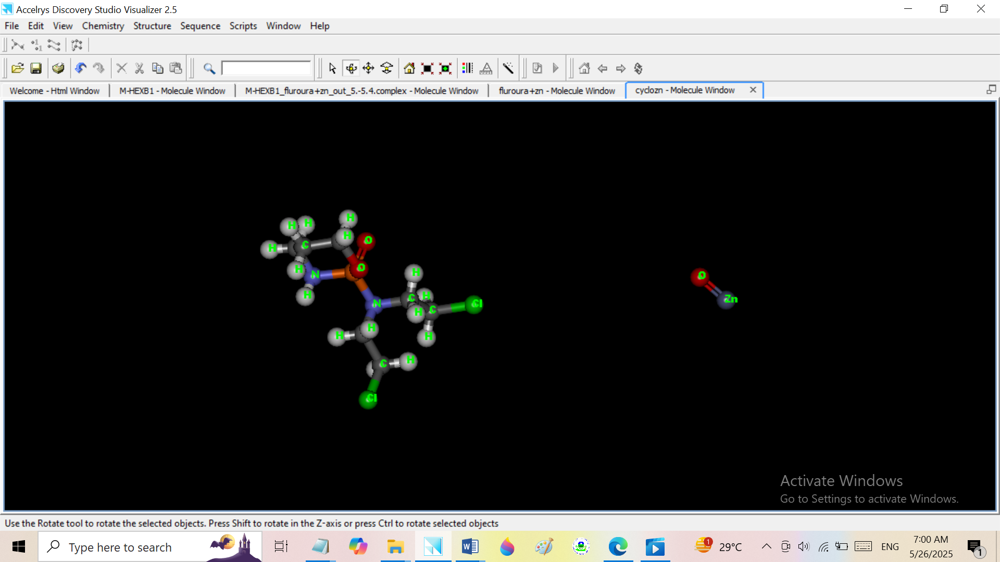 Accelrys Discovery Studio Visualizer 2.5
File Edit View Chemistry Structure Sequence Scripts Window Help
Welcome - Html Window M-HEXB1 - Molecule Window M-HEXB1_fluroura+zn_out_5.-5.4.complex - Molecule Window fluroura+zn - Molecule Window cyclozn - Molecule Window
H
H H
H
O
H C
H
O
H N
H
O
H
C H
N
Cl
Zn
H C
H
H
H
C H
Cl
Activate Windows
Go to Settings to activate Windows.
Use the Rotate tool to rotate the selected objects. Press Shift to rotate in the Z-axis or press Ctrl to rotate selected objects
Type here to search
1
29°C
ENG
7:00 AM
5/26/2025
1